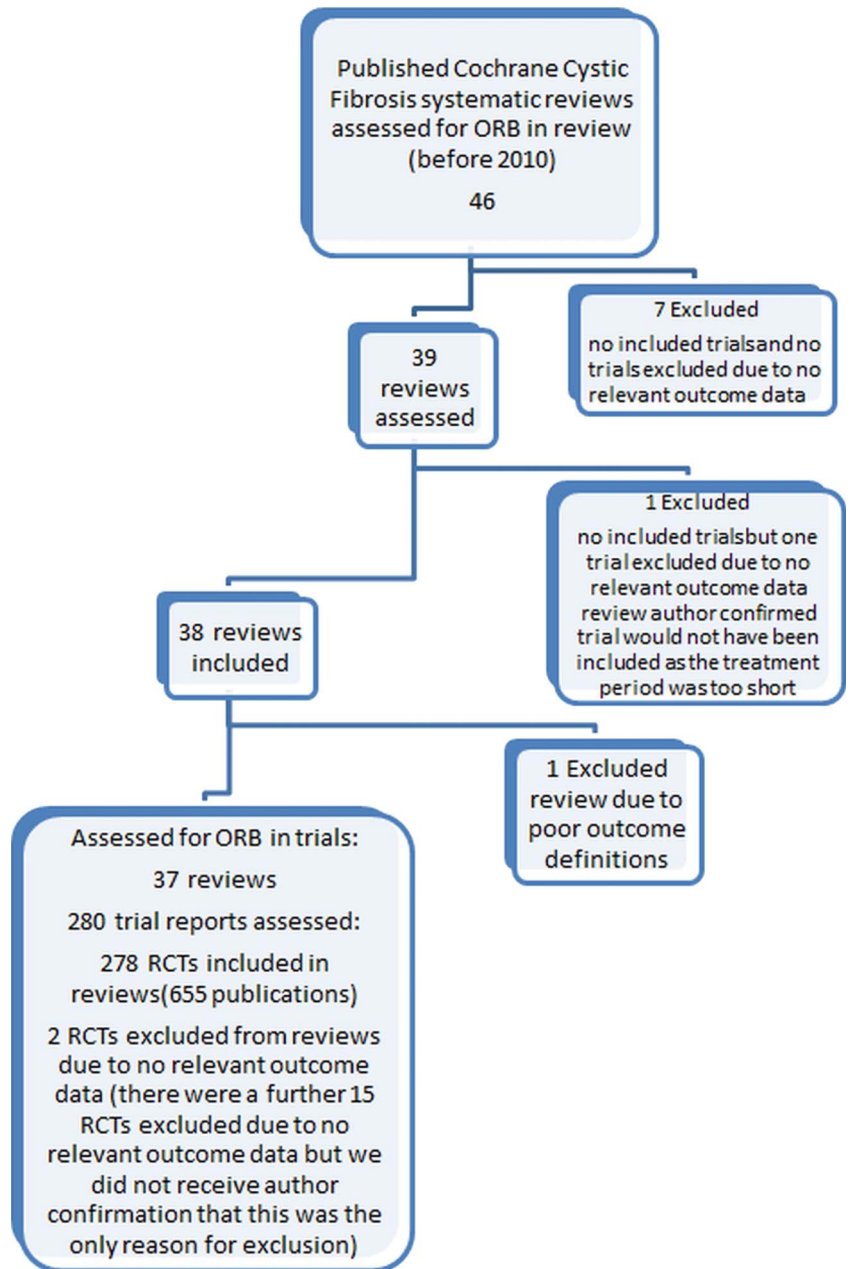 Published Cochrane Cystic
Fibrosis systematic reviews
assessed for ORB in review
(before 2010)
46
7 Excluded
no included trials and no
trials excluded due to no
relevant outcome data
39
reviews
assessed
1 Excluded
no included trials but one
trial excluded due to no
relevant outcome data
review author confirmed
trial would not have been
included as the treatment
period was too short
38 reviews
included
1 Excluded
review due to
poor outcome
definitions
Assessed for ORB in trials:
37 reviews
280 trial reports assessed:
278 RCTs included in
reviews(655 publications)
2 RCTs excluded from reviews
due to no relevant outcome
data (there were a further 15
RCTs excluded due to no
relevant outcome data but we
did not receive author
confirmation that this was the
only reason for exclusion)